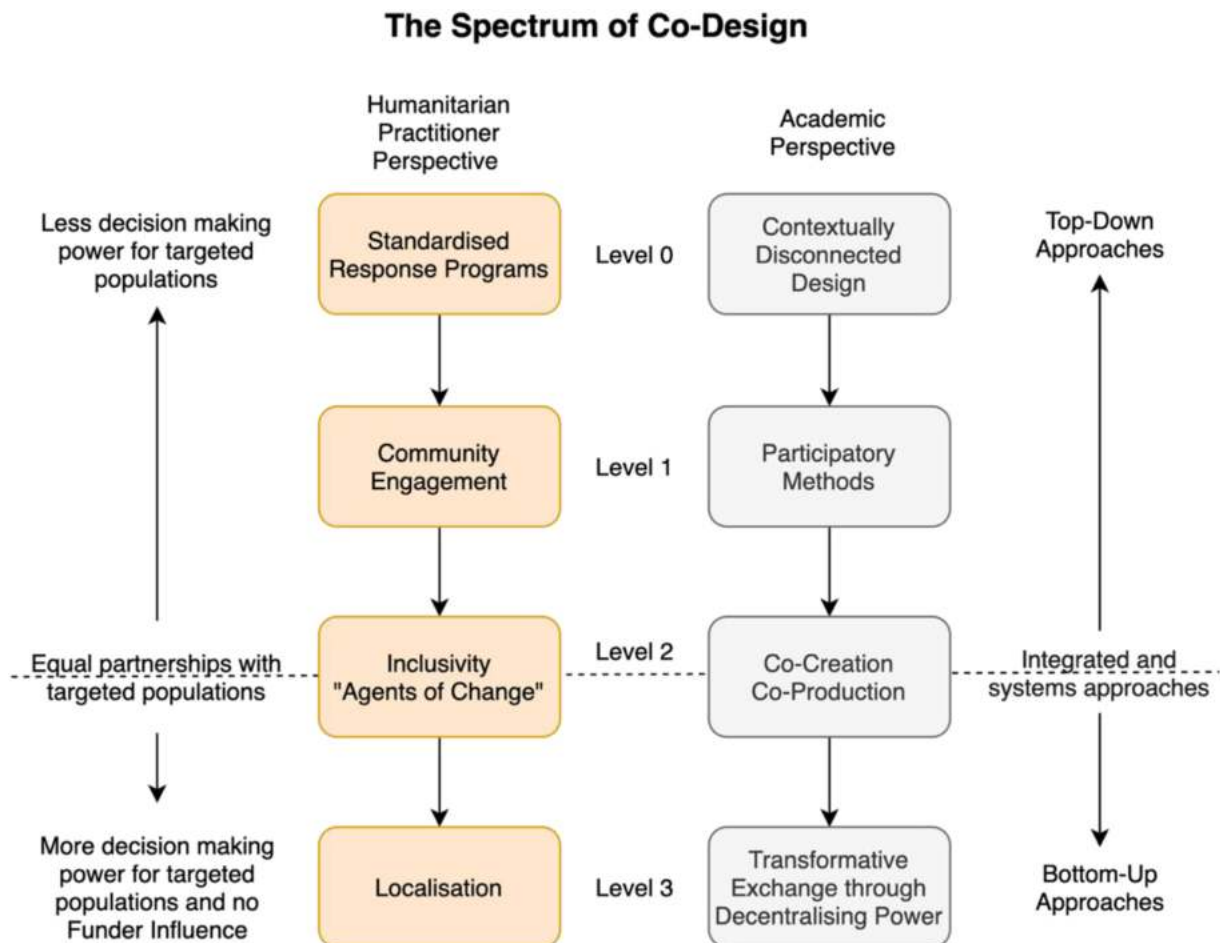 The Spectrum of Co-Design
Humanitarian
Practitioner
Perspective
Academic
Perspective
Less decision making
power for targeted
populations
Standardised
Response Programs
Level 0
Contextually
Disconnected
Design
Top-Down
Approaches
Community
Engagement
Level 1
Participatory
Methods
Equal partnerships with
targeted populations
Inclusivity
"Agents of Change"
Level 2
Co-Creation
Co-Production
Integrated and
systems approaches
More decision making
power for targeted
populations and no
Funder Influence
Localisation
Level 3
Transformative
Exchange through
Decentralising Power
Bottom-Up
Approaches